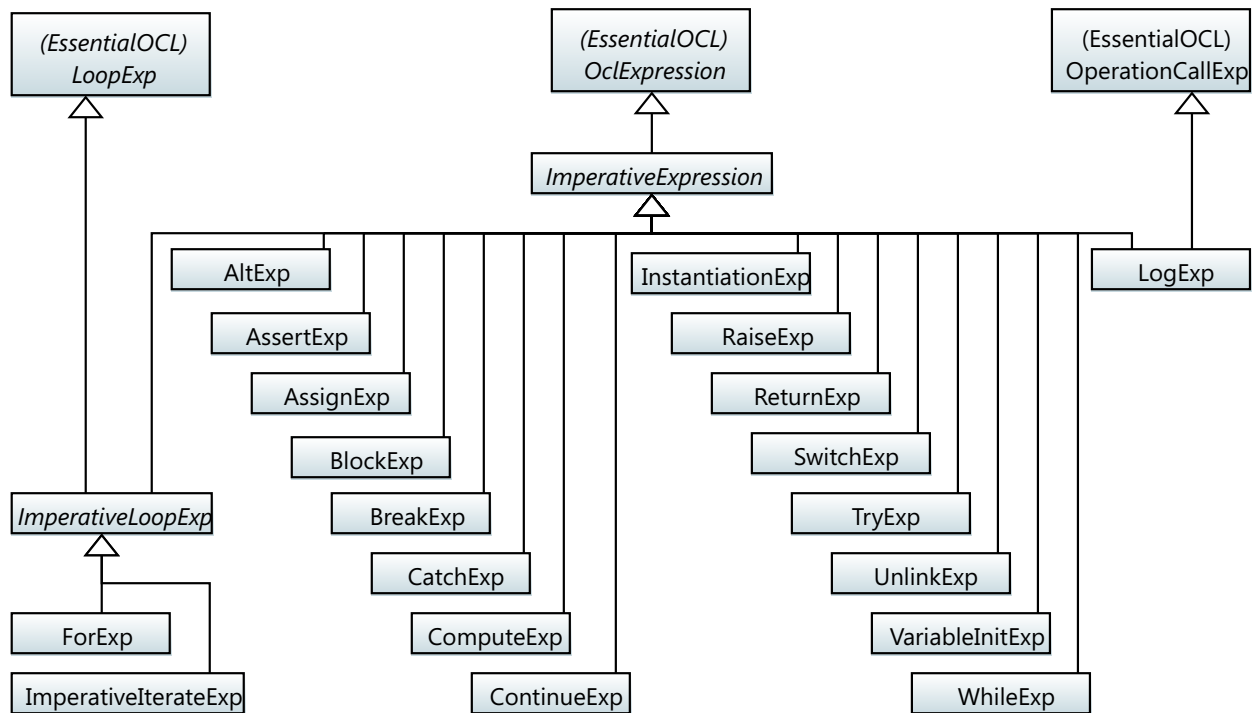 (EssentialOCL)
LoopExp
(EssentialOCL)
OclExpression
(EssentialOCL)
OperationCallExp
ImperativeExpression
AltExp
InstantiationExp
LogExp
AssertExp
RaiseExp
AssignExp
ReturnExp
BlockExp
SwitchExp
ImperativeLoopExp
BreakExp
TryExp
CatchExp
UnlinkExp
ForExp
ComputeExp
VariableInitExp
ImperativeIterateExp
ContinueExp
WhileExp